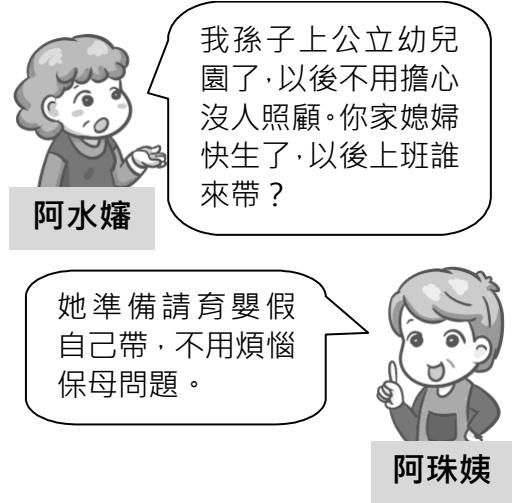 我孫子上公立幼兒
園了，以後不用擔心
沒人照顧。你家媳婦
快生了，以後上班誰
來帶？
阿水嬸
她準備請育嬰假
自己帶，不用煩惱
保母問題。
阿珠姨